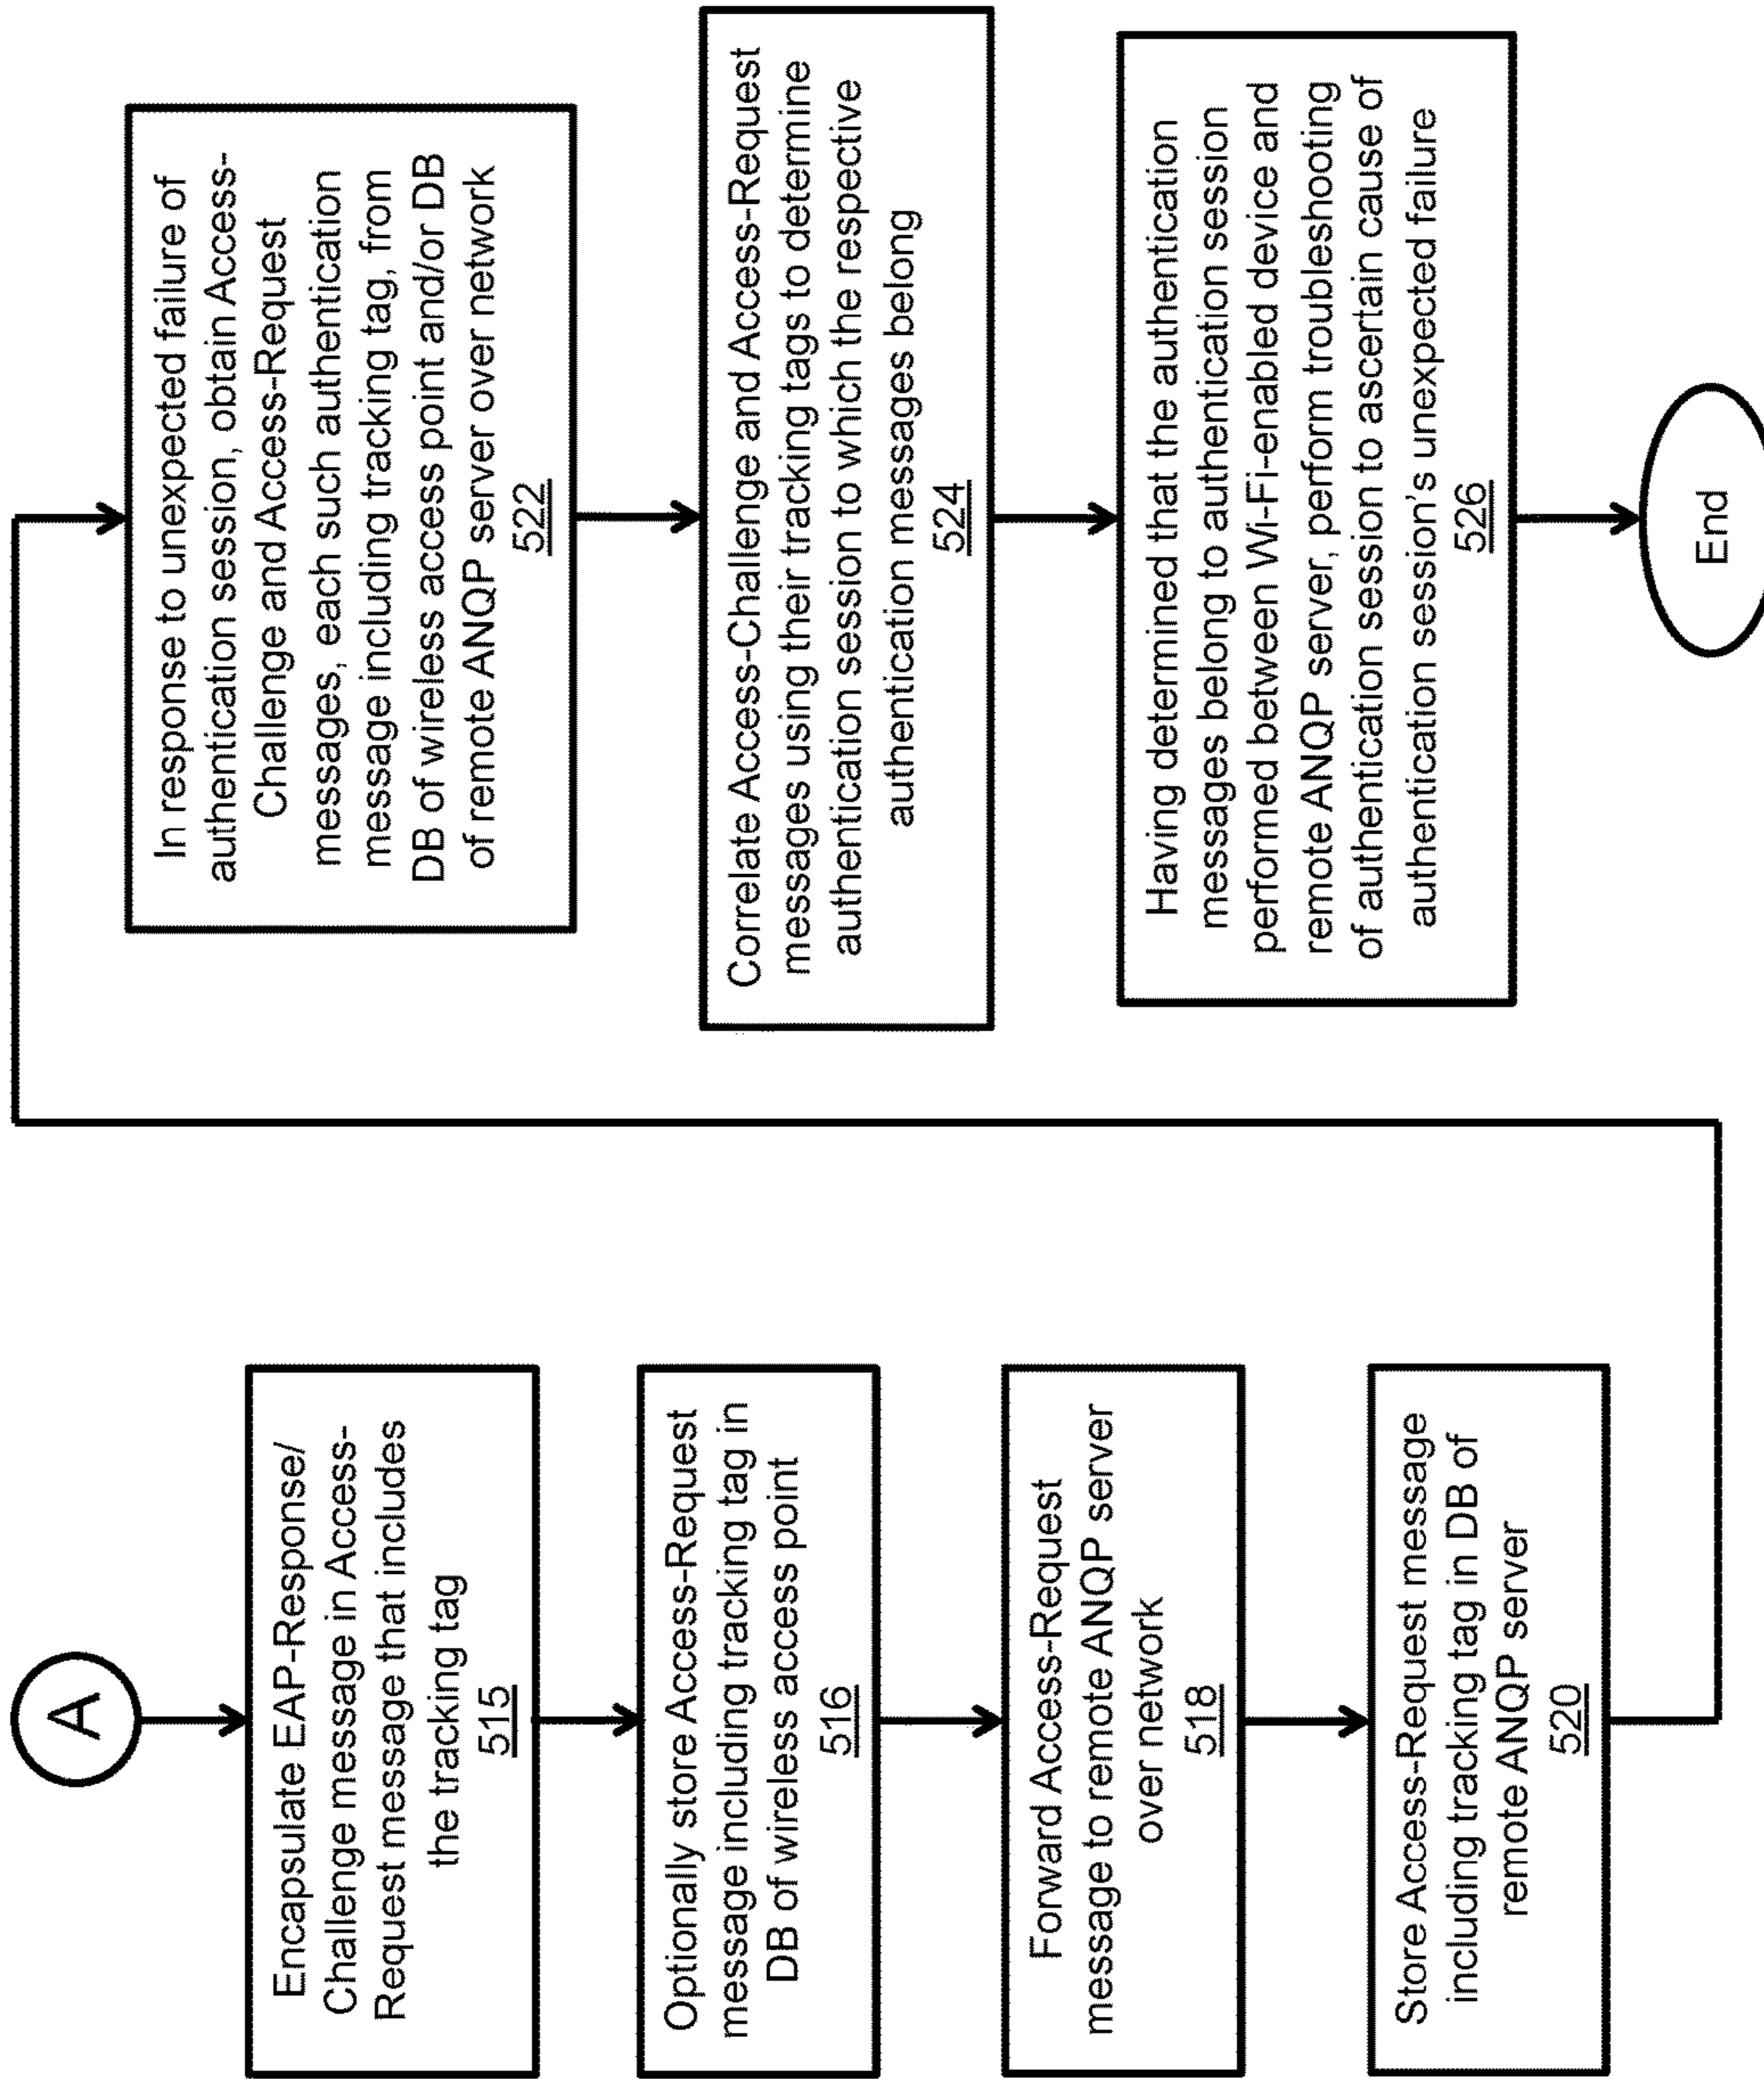 A
Encapsulate EAP-Response/
Challenge message in Access-
Request message that includes
the tracking tag
515
Optionally store Access-Request
message including tracking tag in
DB of wireless access point
516
Forward Access-Request
message to remote ANQP server
over network
518
Store Access-Request message
including tracking tag in DB of
remote ANQP server
520
In response to unexpected failure of
authentication session, obtain Access-
Challenge and Access-Request
messages, each such authentication
message including tracking tag, from
DB of wireless access point and/or DB
of remote ANQP server over network
522
Correlate Access-Challenge and Access-Request
messages using their tracking tags to determine
authentication session to which the respective
authentication messages belong
524
Having determined that the authentication
messages belong to authentication session
performed between Wi-Fi-enabled device and
remote ANQP server, perform troubleshooting
of authentication session to ascertain cause of
authentication session's unexpected failure
526
End